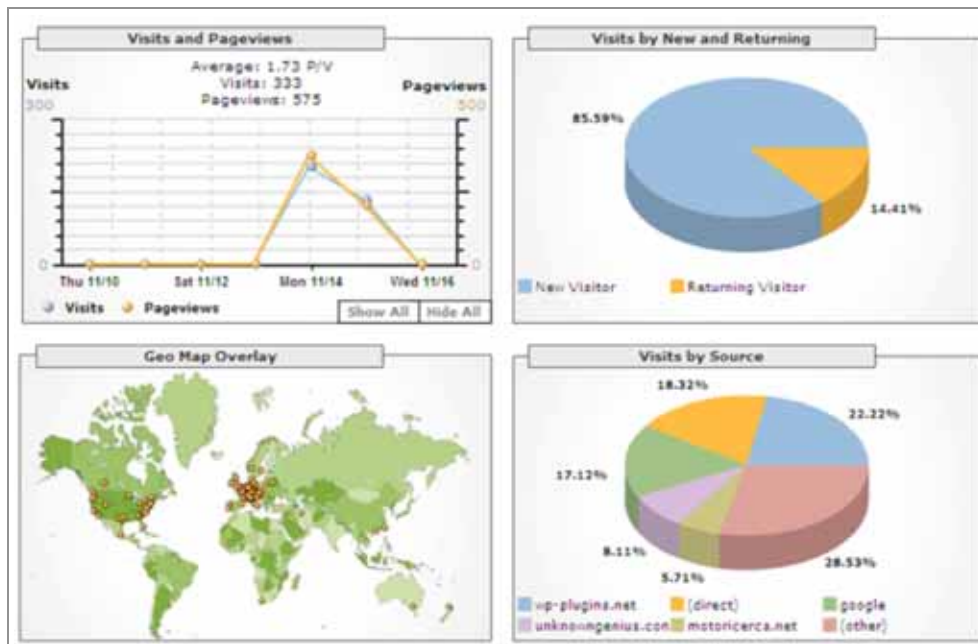 Visits and Pageviews
Average: 1.73 P/V
Visits: 333
Pageviews: 575
Visits
300
Pageviews
500
0
0
Thu 11/10
Sat 11/12
Mon 11/14
Wed 11/16
Visits
Pageviews
Show All
Hide All
Visits by New and Returning
85.59%
14.41%
New Visitor
Returning Visitor
Geo Map Overlay
Visits by Source
18.32%
22.22%
17.12%
8.11%
5.71%
28.53%
wp-plugins.net
(direct)
google
unknowngenius.com
motoricerca.net
(other)